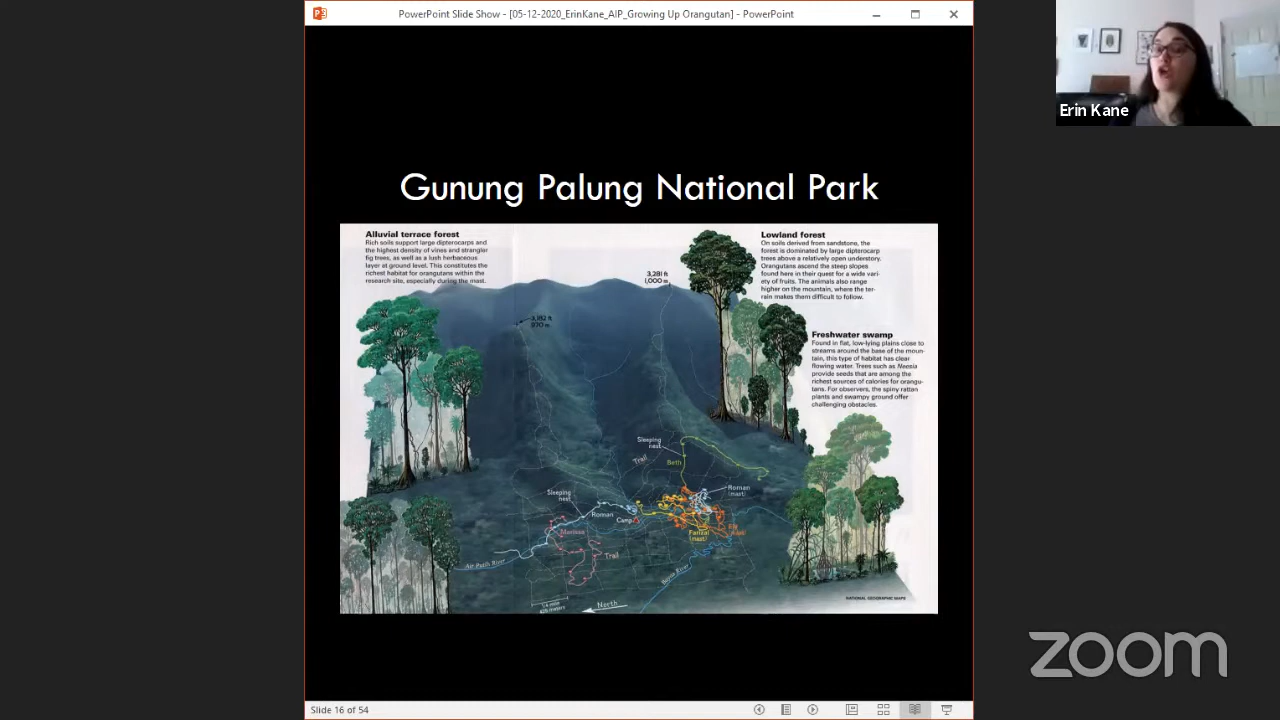 PowerPoint Slide Show - [05-12-2020_ErinKane_AIP_Growing Up Orangutan] - PowerPoint
Erin Kane
Gunung Palung National Park
Alluvial terrace forest
Rich soils support large dipterocarps and
the highest density of vines and strangler
fig trees, as well as a lush herbaceous
layer at ground level. This constitutes the
richest habitat for orangutans within the
research site, especially during the mast.
Lowland forest
On soils derived from sandstone, the
forest is dominated by large dipterocarp
trees above a relatively open understory.
Orangutans ascend the steep slopes
found here in their quest for a wide vari-
ety of fruits. The animals also range
higher on the mountain, where the ter-
rain makes them difficult to follow.
3,281 ft
1,000 m
Freshwater swamp
Found in flat, low-lying plains close to
streams around the base of the moun-
tain, this type of habitat has clear
flowing water. Trees such as Neesia
provide seeds that are among the
richest sources of calories for orangu-
tans. For observers, the spiny rattan
plants and swampy ground offer
challenging obstacles.
Sleeping
nest
Trail
Beth
Sleeping
nest
Roman
(mast)
Roman
Camp
Marissa
Farizal
(mast)
Trail
Air Putih River
North
NATIONAL GEOGRAPHIC MAPS
zoom
Slide 16 of 54